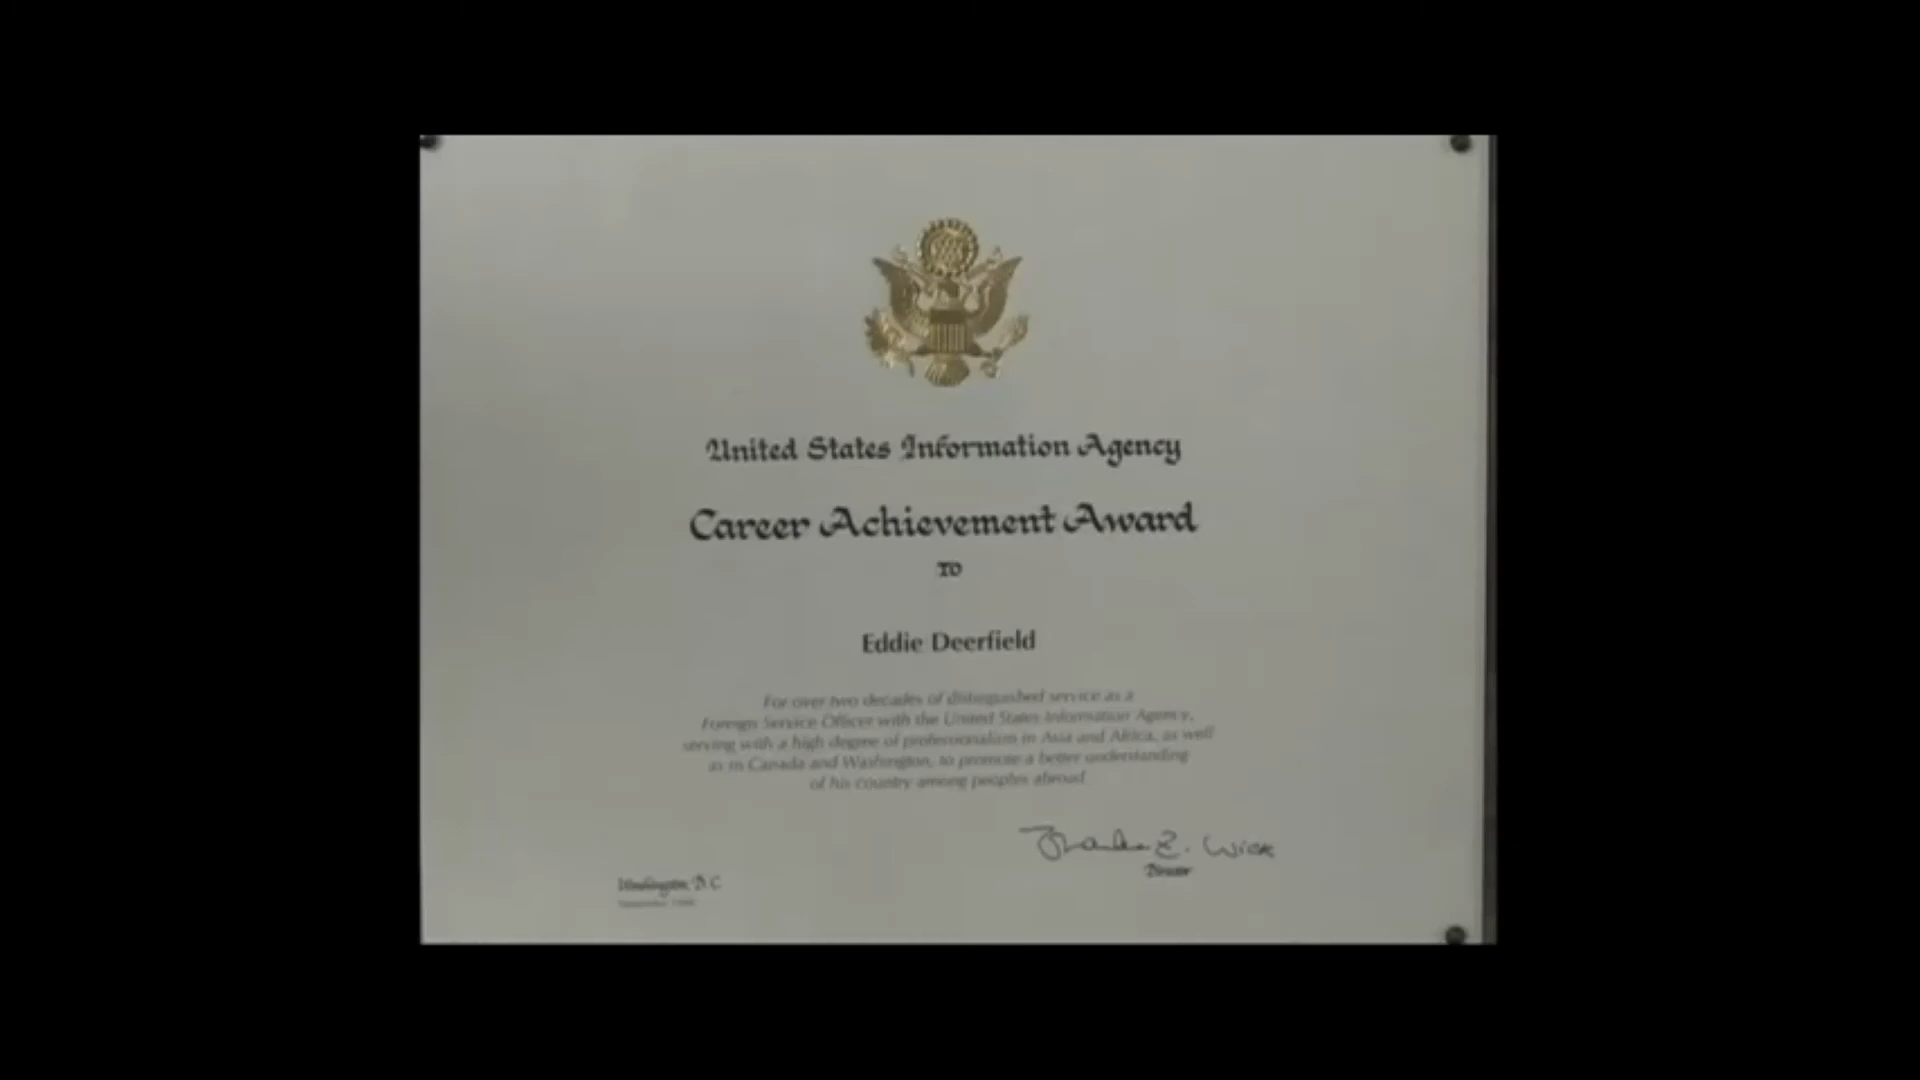 United States Information Agency
Career Achievement Award
TO
Eddie Deerfield
For over two decades of distinguished service as a
Foreign Service Officer with the United States Information Agency,
serving with a high degree of professionalism in Asia and Africa, as well
as in Canada and Washington, to promote a better understanding
of his country among peoples abroad.
Charles Z. Wick
Director
Washington, D.C.